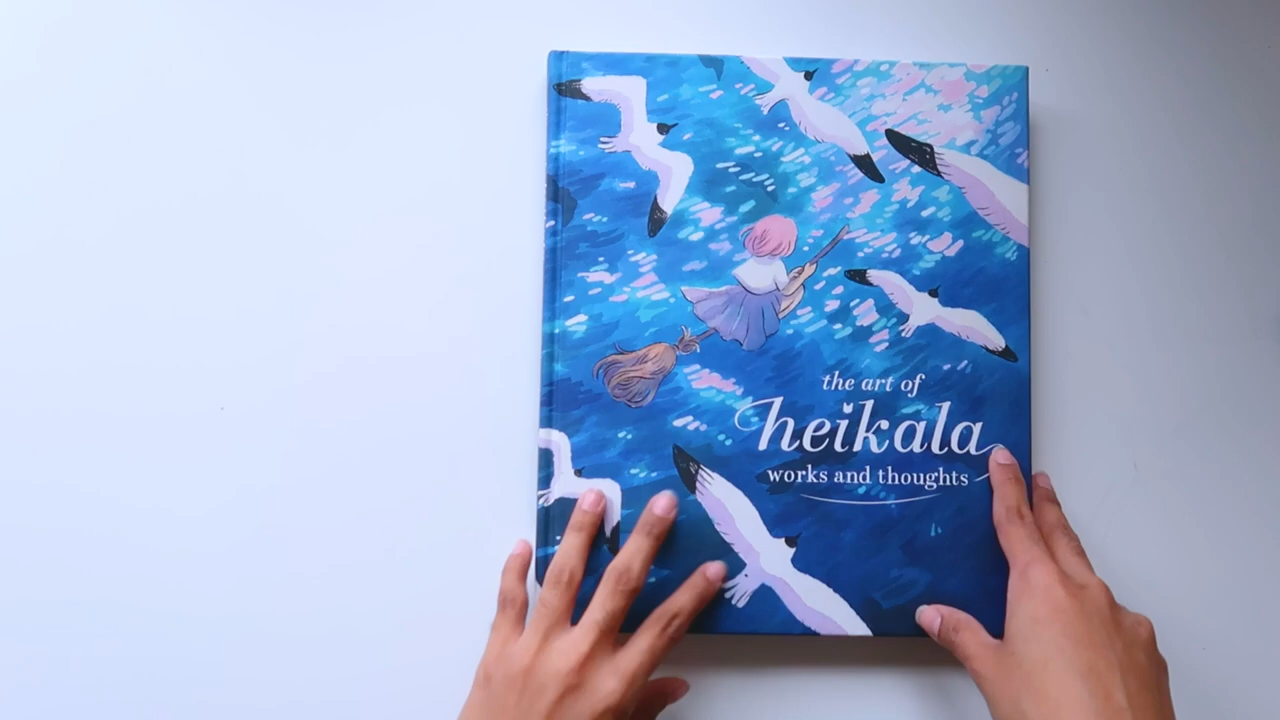 the art of
heikala
works and thoughts